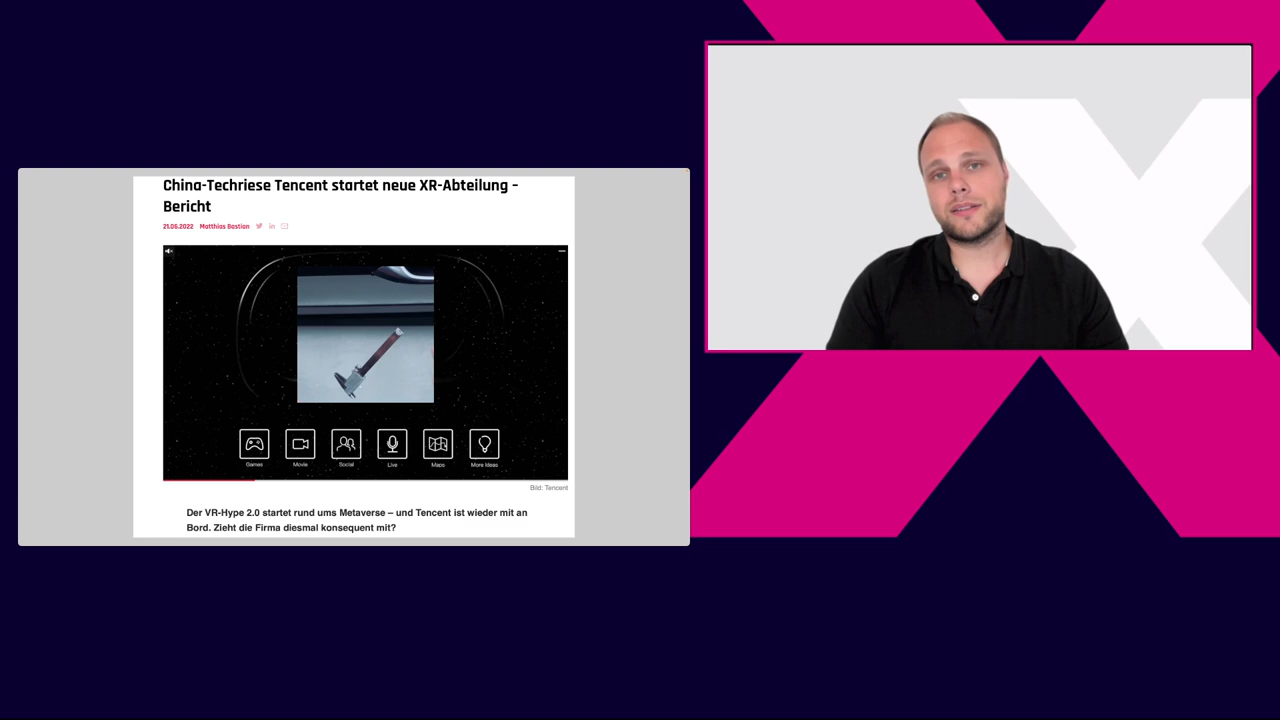 China-Techriese Tencent startet neue XR-Abteilung –
Bericht
21.06.2022 Matthias Bastian
Games Movie Social Live Maps More Ideas
Bild: Tencent
Der VR-Hype 2.0 startet rund ums Metaverse – und Tencent ist wieder mit an
Bord. Zieht die Firma diesmal konsequent mit?